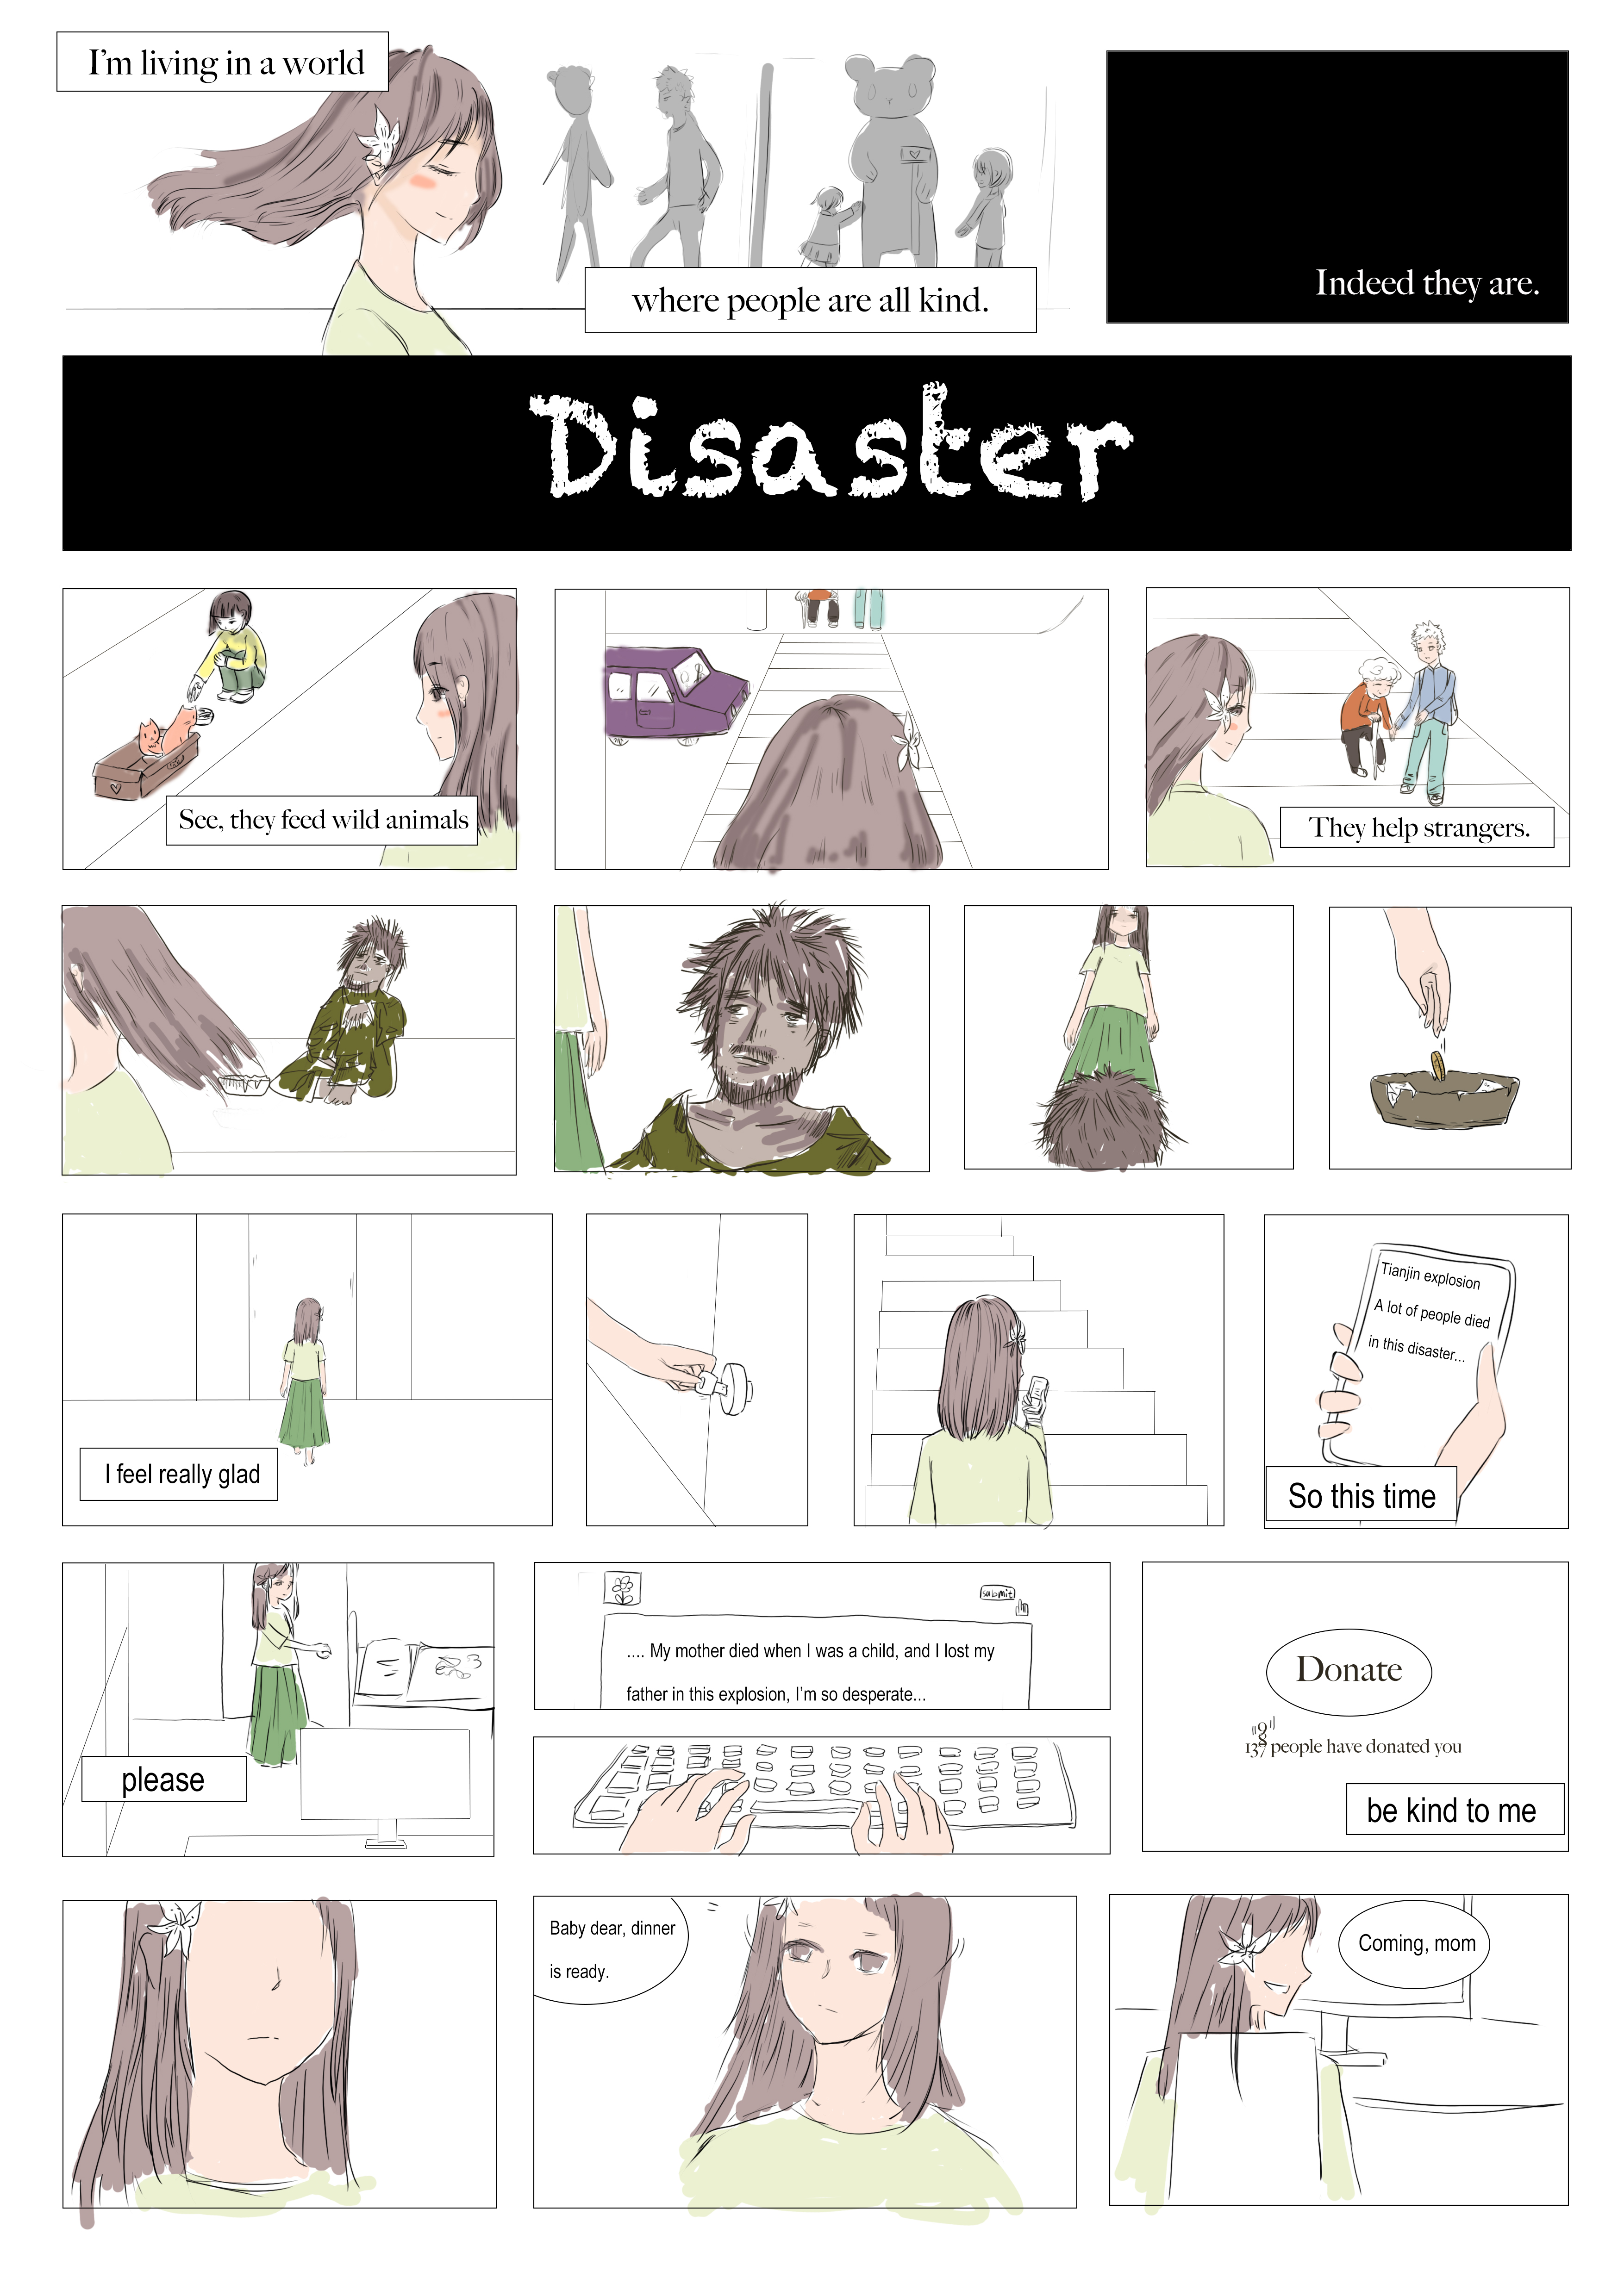 I'm living in a world
where people are all kind.
Indeed they are.
Disaster
See, they feed wild animals
They help strangers.
I feel really glad
Tianjin explosion
A lot of people died
in this disaster...
So this time
please
submit
.... My mother died when I was a child, and I lost my
father in this explosion, I'm so desperate...
Donate
137 people have donated you
be kind to me
Baby dear, dinner
is ready.
Coming, mom